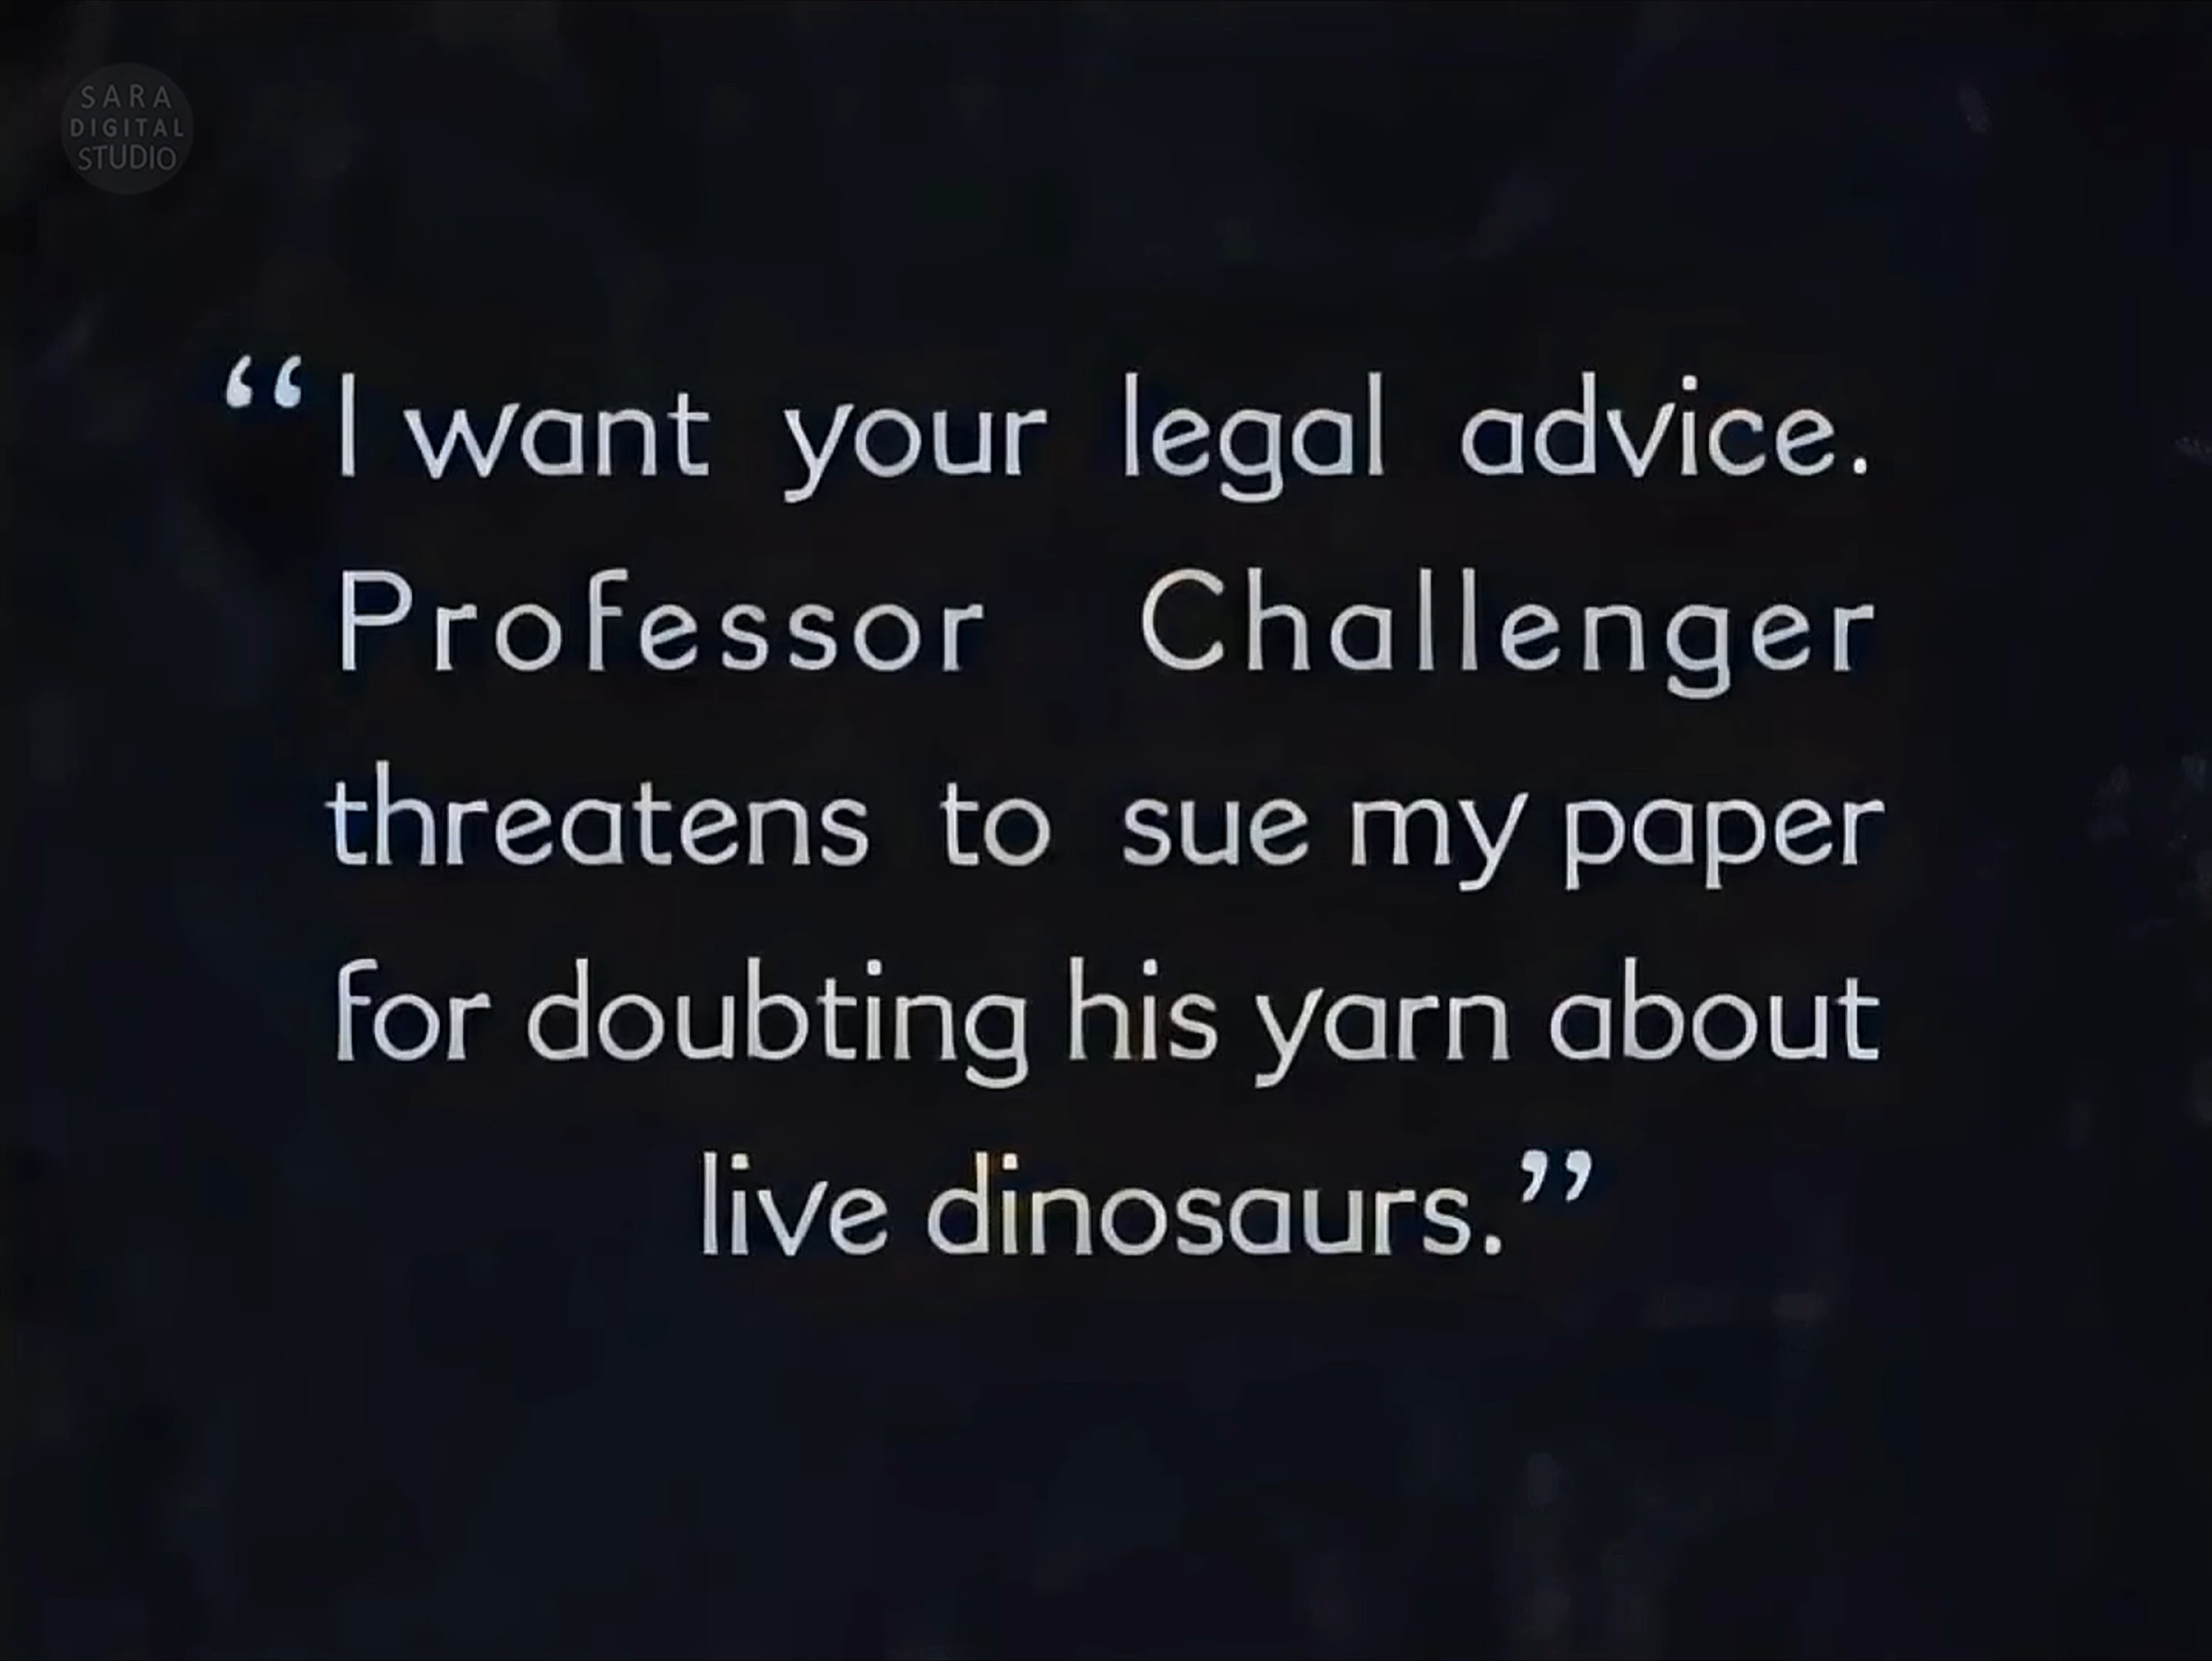 SARA
DIGITAL
STUDIO
“I want your legal advice.
Professor Challenger
threatens to sue my paper
for doubting his yarn about
live dinosaurs.”